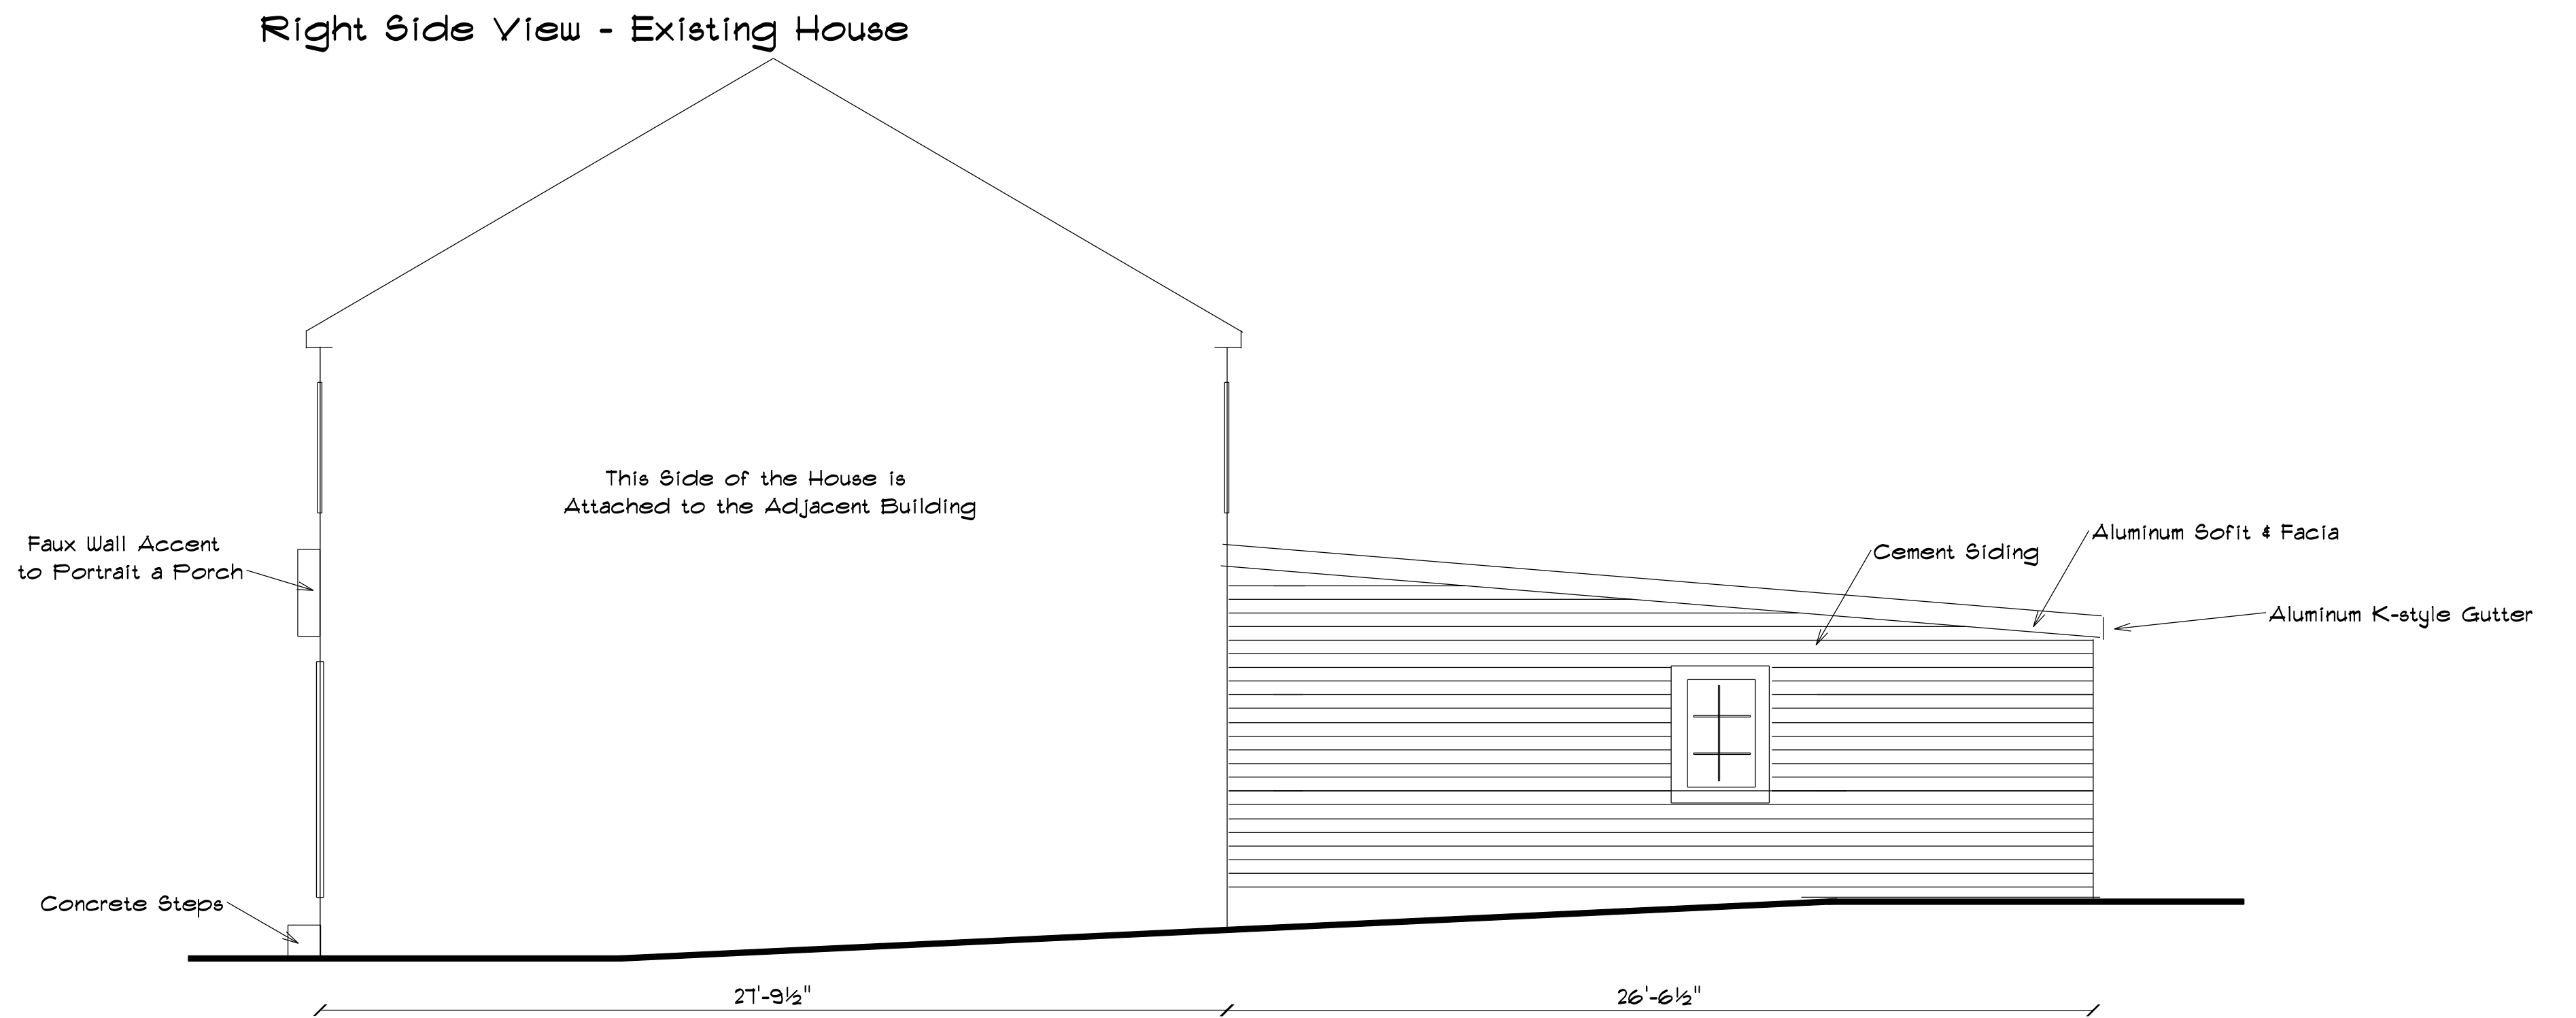 Right Side View - Existing House
This Side of the House is
Attached to the Adjacent Building
Faux Wall Accent
to Portrait a Porch
Cement Siding
Aluminum Sofit & Facia
Aluminum K-style Gutter
Concrete Steps
27'-9½"
26'-6½"